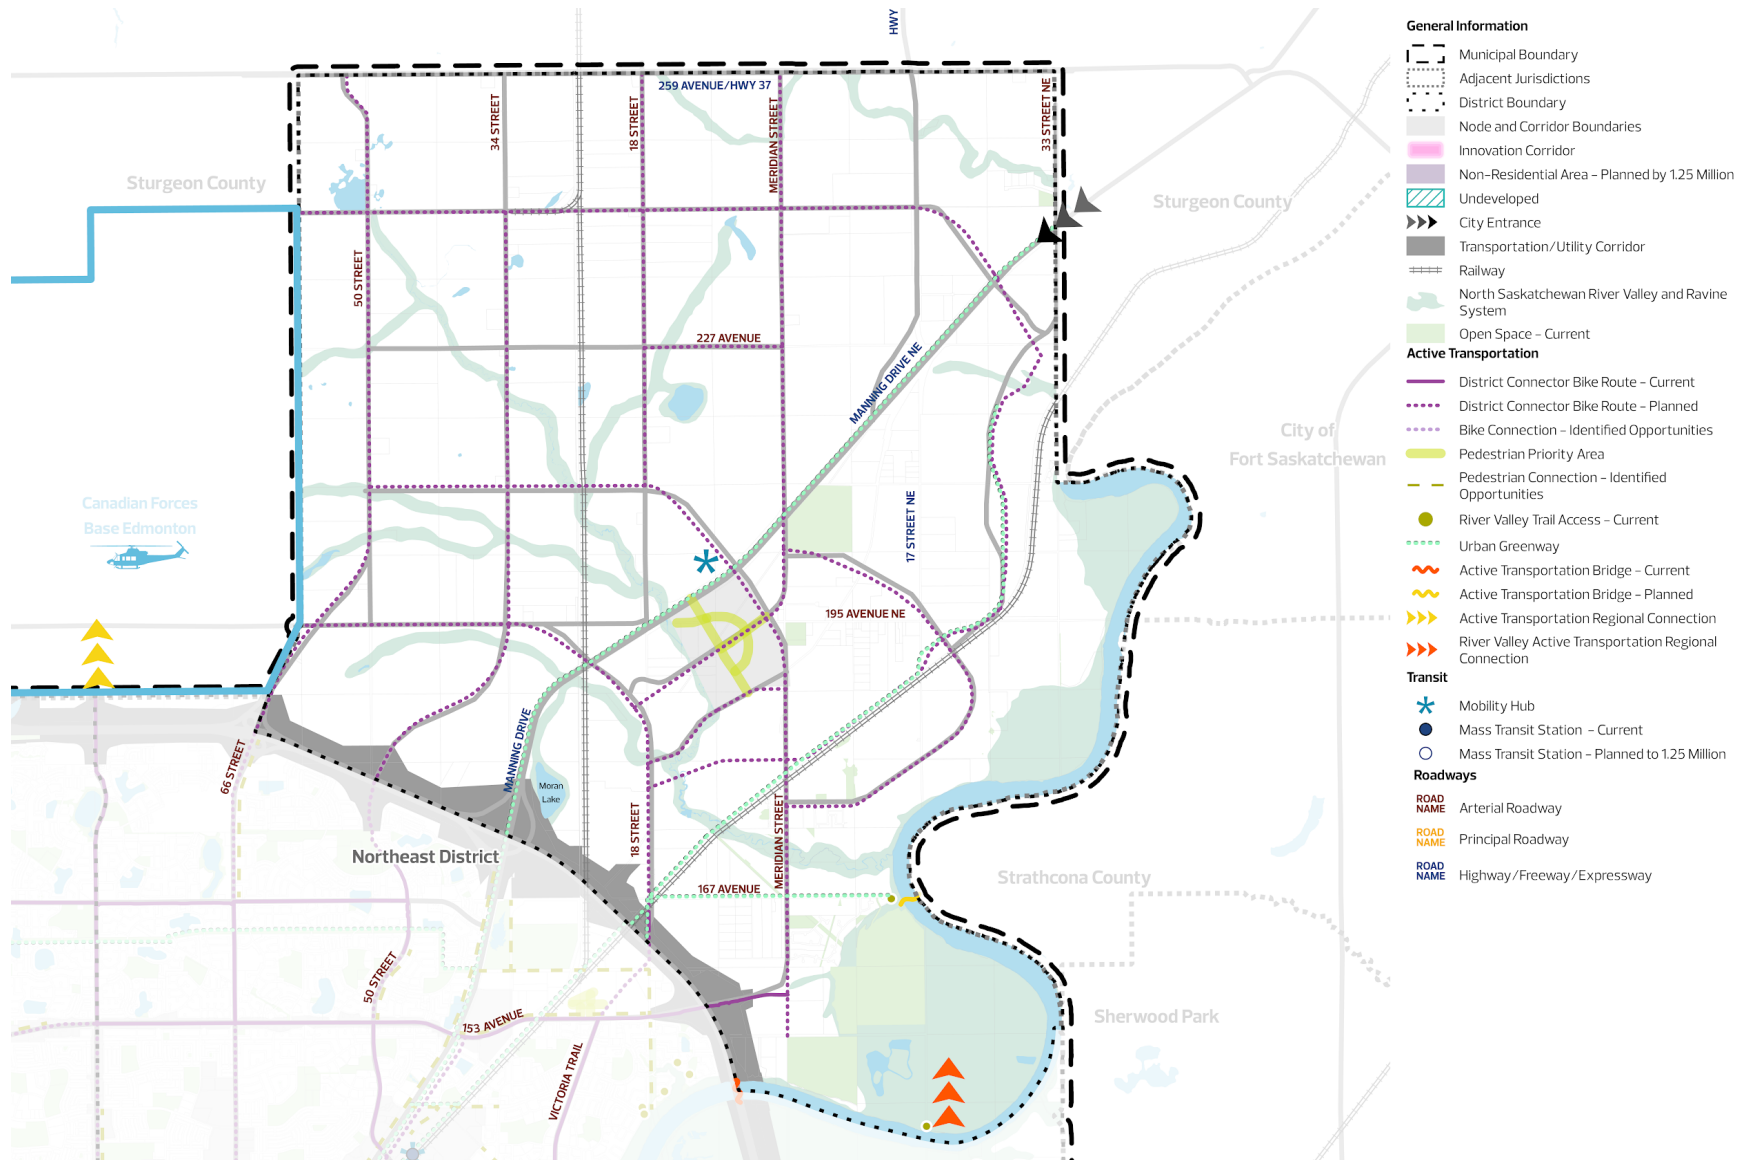 HWY
259 AVENUE/HWY 37
34 STREET
18 STREET
MERIDIAN STREET
33 STREET NE
Sturgeon County
Sturgeon County
50 STREET
227 AVENUE
MANNING DRIVE NE
City of
Fort Saskatchewan
Canadian Forces
Base Edmonton
17 STREET NE
195 AVENUE NE
MANNING DRIVE
66 STREET
Moran
Lake
18 STREET
MERIDIAN STREET
Northeast District
167 AVENUE
Strathcona County
50 STREET
153 AVENUE
VICTORIA TRAIL
Sherwood Park
General Information
Municipal Boundary
Adjacent Jurisdictions
District Boundary
Node and Corridor Boundaries
Innovation Corridor
Non-Residential Area - Planned by 1.25 Million
Undeveloped
City Entrance
Transportation/Utility Corridor
Railway
North Saskatchewan River Valley and Ravine
System
Open Space - Current
Active Transportation
District Connector Bike Route - Current
District Connector Bike Route - Planned
Bike Connection - Identified Opportunities
Pedestrian Priority Area
Pedestrian Connection - Identified
Opportunities
River Valley Trail Access - Current
Urban Greenway
Active Transportation Bridge - Current
Active Transportation Bridge - Planned
Active Transportation Regional Connection
River Valley Active Transportation Regional
Connection
Transit
Mobility Hub
Mass Transit Station - Current
Mass Transit Station - Planned to 1.25 Million
Roadways
ROAD
NAME
Arterial Roadway
ROAD
NAME
Principal Roadway
ROAD
NAME
Highway/Freeway/Expressway